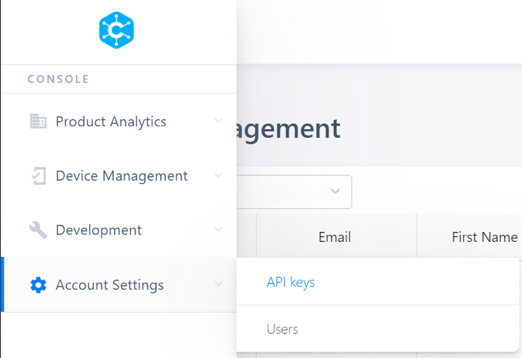 CONSOLE
Product Analytics
agement
Device Management
Development
Email First Name
Account Settings
API keys
Users